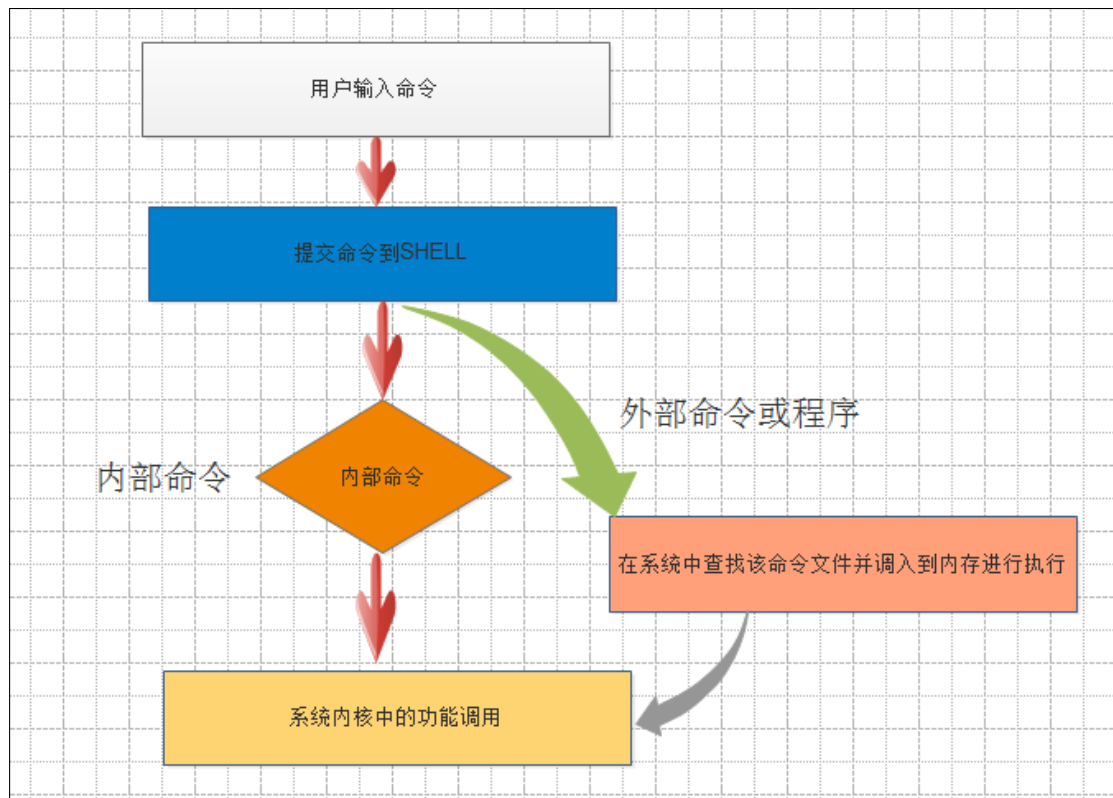 用户输入命令
提交命令到SHELL
外部命令或程序
内部命令
内部命令
在系统中查找该命令文件并调入到内存进行执行
系统内核中的功能调用